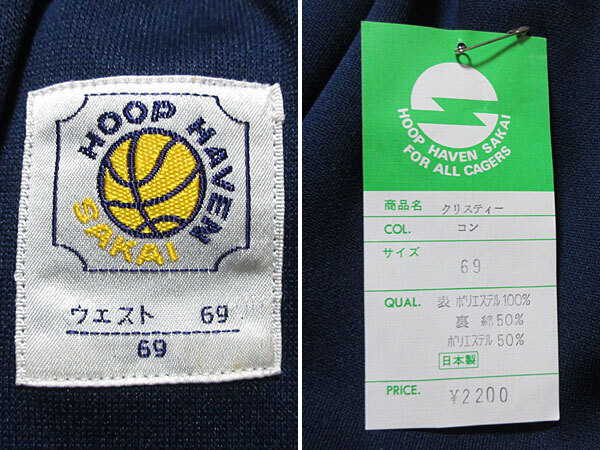 HOOP HAVEN
SAKAI
ウエスト 69
69
HOOP HAVEN SAKAI
FOR ALL CAGERS
商品名 クリスティー
COL. コン
サイズ
69
QUAL. 表 ポリエステル100%
裏 綿50%
ポリエステル50%
日本製
PRICE. ¥2200